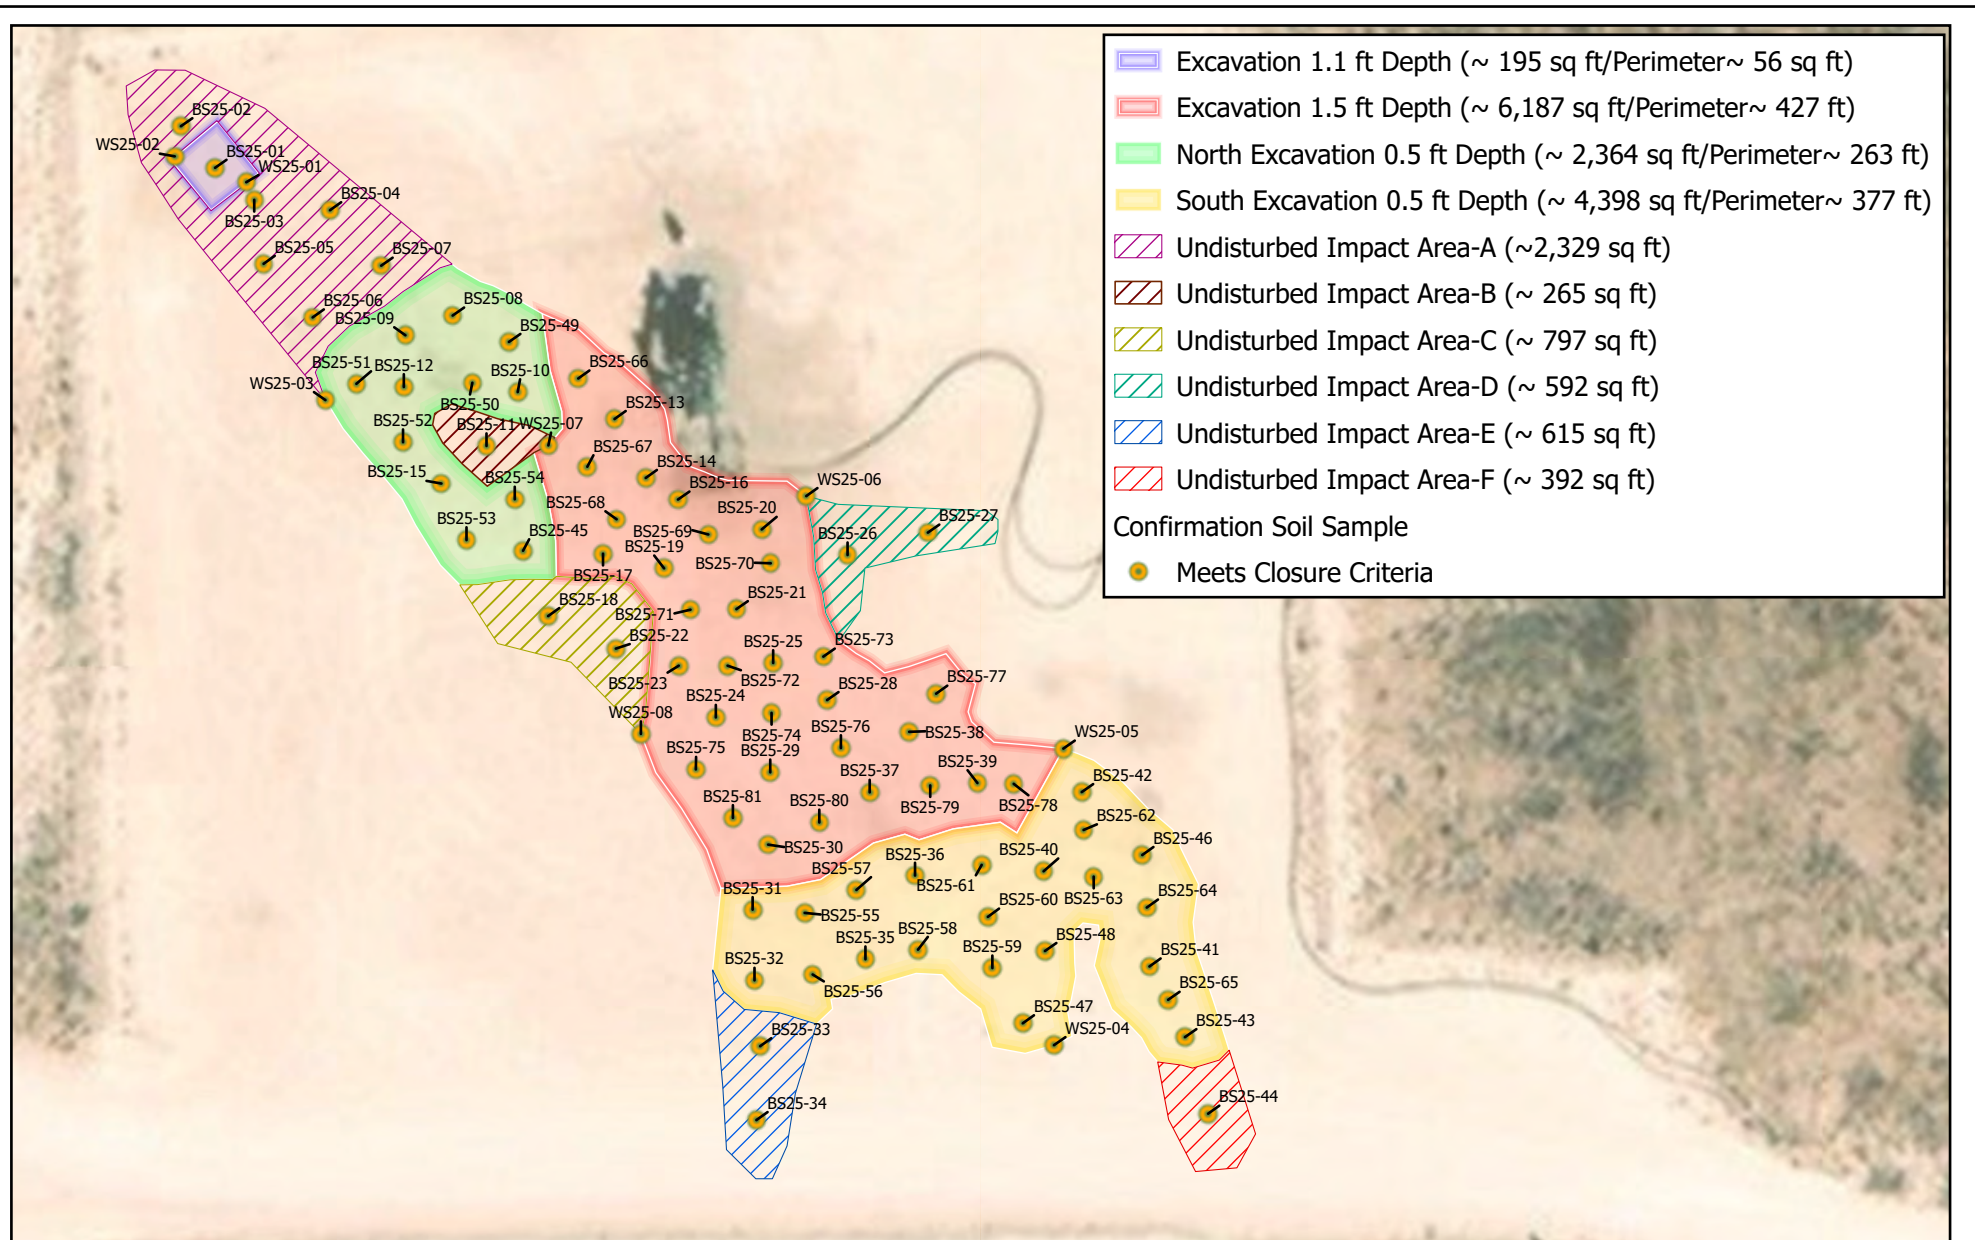 Excavation 1.1 ft Depth (~ 195 sq ft/Perimeter~ 56 sq ft)
Excavation 1.5 ft Depth (~ 6,187 sq ft/Perimeter~ 427 ft)
North Excavation 0.5 ft Depth (~ 2,364 sq ft/Perimeter~ 263 ft)
South Excavation 0.5 ft Depth (~ 4,398 sq ft/Perimeter~ 377 ft)
Undisturbed Impact Area-A (~2,329 sq ft)
Undisturbed Impact Area-B (~ 265 sq ft)
Undisturbed Impact Area-C (~ 797 sq ft)
Undisturbed Impact Area-D (~ 592 sq ft)
Undisturbed Impact Area-E (~ 615 sq ft)
Undisturbed Impact Area-F (~ 392 sq ft)
Confirmation Soil Sample
Meets Closure Criteria
BS25-02
WS25-02
BS25-01
WS25-01
BS25-04
BS25-03
BS25-05
BS25-07
BS25-06
BS25-08
BS25-09
BS25-49
BS25-51
BS25-12
BS25-10
BS25-66
WS25-03
BS25-50
BS25-13
BS25-52
BS25-11
WS25-07
BS25-67
BS25-14
BS25-15
BS25-54
BS25-16
WS25-06
BS25-68
BS25-53
BS25-45
BS25-69
BS25-20
BS25-27
BS25-26
BS25-19
BS25-70
BS25-17
BS25-18
BS25-71
BS25-21
BS25-22
BS25-25
BS25-73
BS25-23
BS25-72
BS25-28
BS25-77
BS25-24
WS25-08
BS25-74
BS25-76
BS25-38
WS25-05
BS25-75
BS25-29
BS25-37
BS25-39
BS25-42
BS25-81
BS25-80
BS25-79
BS25-78
BS25-62
BS25-30
BS25-46
BS25-36
BS25-40
BS25-57
BS25-61
BS25-31
BS25-63
BS25-64
BS25-55
BS25-60
BS25-35
BS25-58
BS25-59
BS25-48
BS25-32
BS25-41
BS25-56
BS25-65
BS25-47
WS25-04
BS25-43
BS25-33
BS25-34
BS25-44